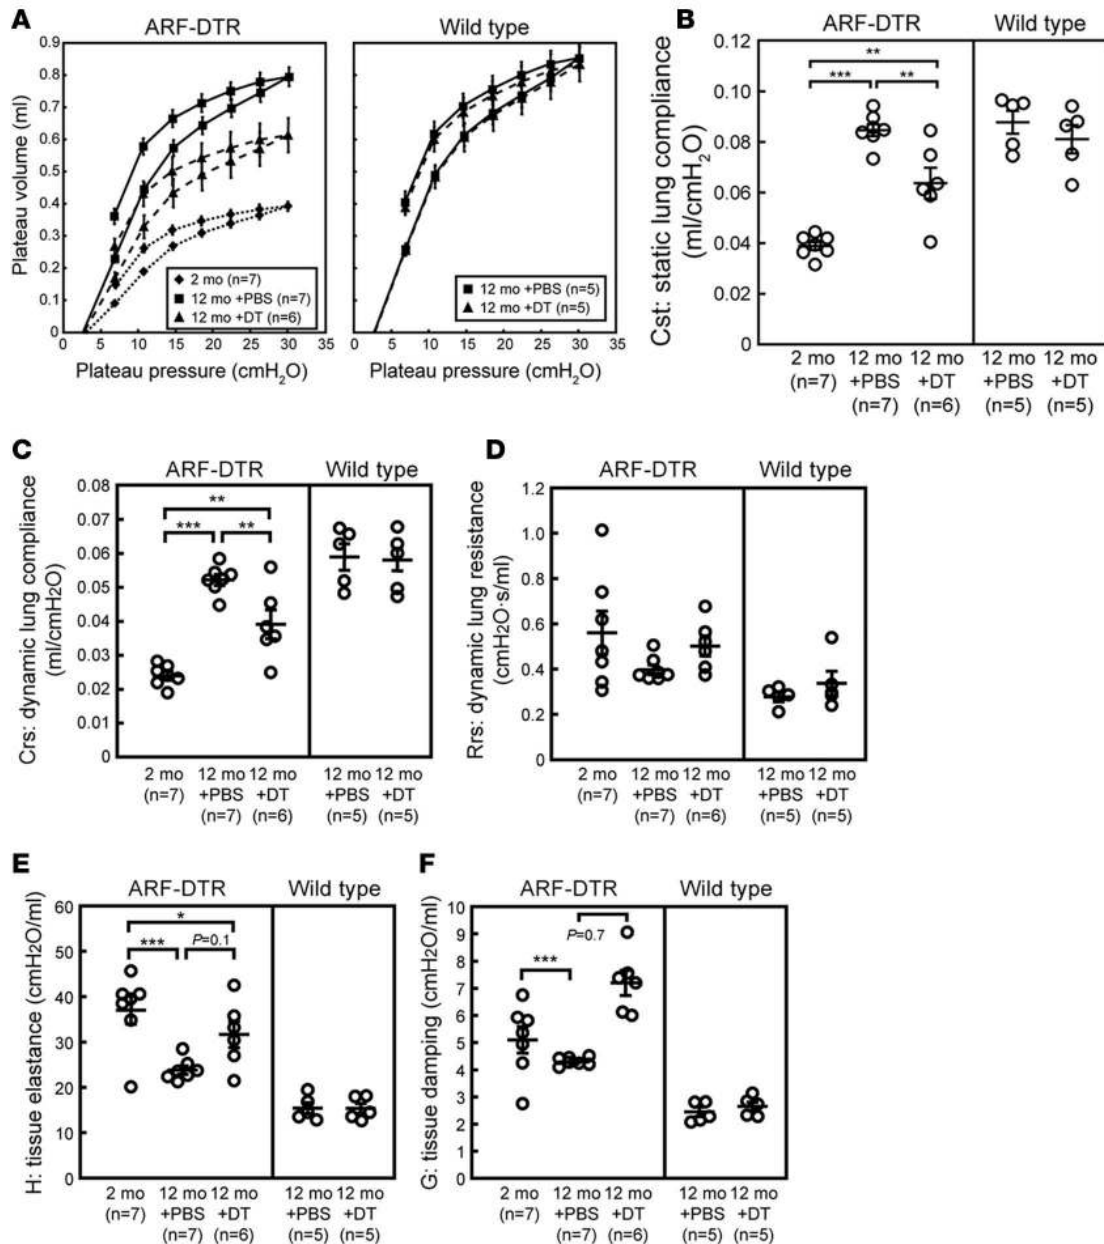 A
ARF-DTR
Wild type
Plateau volume (ml)
0.9
0.8
0.7
0.6
0.5
0.4
0.3
0.2
0.1
0
2 mo (n=7)
12 mo +PBS (n=7)
12 mo +DT (n=6)
12 mo +PBS (n=5)
12 mo +DT (n=5)
0 5 10 15 20 25 30 35
0 5 10 15 20 25 30 35
Plateau pressure (cmH₂O)
Plateau pressure (cmH₂O)
B
ARF-DTR
Wild type
Cst: static lung compliance
(ml/cmH₂O)
0.12
0.10
0.08
0.06
0.04
0.02
0.00
**
*** **
2 mo 12 mo 12 mo 12 mo 12 mo
(n=7) +PBS +DT +PBS +DT
(n=7) (n=6) (n=5) (n=5)
C
ARF-DTR
Wild type
Crs: dynamic lung compliance
(ml/cmH2O)
0.08
0.07
0.06
0.05
0.04
0.03
0.02
0.01
0
**
*** **
2 mo 12 mo 12 mo 12 mo 12 mo
(n=7) +PBS +DT +PBS +DT
(n=7) (n=6) (n=5) (n=5)
D
ARF-DTR
Wild type
Rrs: dynamic lung resistance
(cmH2O·s/ml)
1.2
1.0
0.8
0.6
0.4
0.2
0
2 mo 12 mo 12 mo 12 mo 12 mo
(n=7) +PBS +DT +PBS +DT
(n=7) (n=6) (n=5) (n=5)
E
ARF-DTR
Wild type
H: tissue elastance (cmH2O/ml)
60
50
40
30
20
10
0
*
*** P=0.1
2 mo 12 mo 12 mo 12 mo 12 mo
(n=7) +PBS +DT +PBS +DT
(n=7) (n=6) (n=5) (n=5)
F
ARF-DTR
Wild type
G: tissue damping (cmH2O/ml)
10
9
8
7
6
5
4
3
2
1
0
P=0.7
***
2 mo 12 mo 12 mo 12 mo 12 mo
(n=7) +PBS +DT +PBS +DT
(n=7) (n=6) (n=5) (n=5)